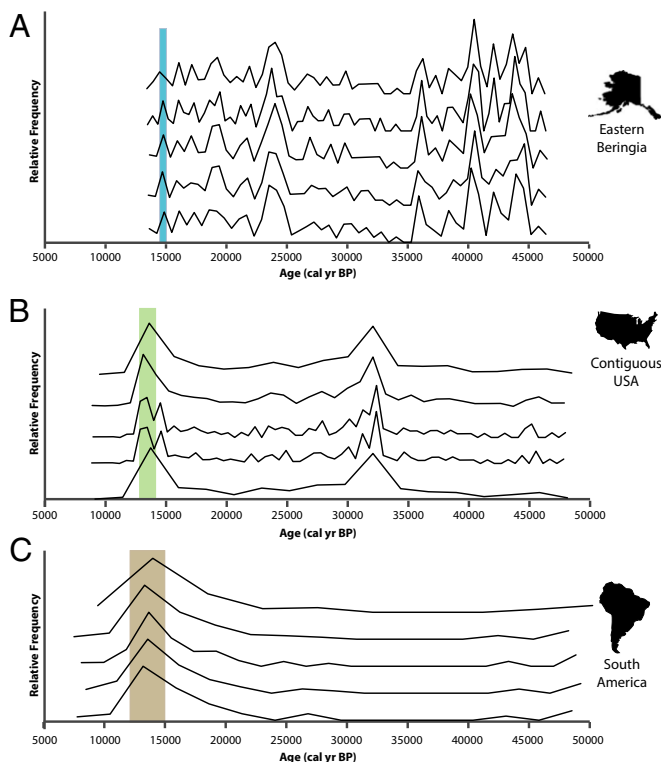 A
Relative Frequency
Eastern
Beringia
5000 10000 15000 20000 25000 30000 35000 40000 45000 50000
Age (cal yr BP)
B
Relative Frequency
Contiguous
USA
5000 10000 15000 20000 25000 30000 35000 40000 45000 50000
Age (cal yr BP)
C
Relative Frequency
South
America
5000 10000 15000 20000 25000 30000 35000 40000 45000 50000
Age (cal yr BP)